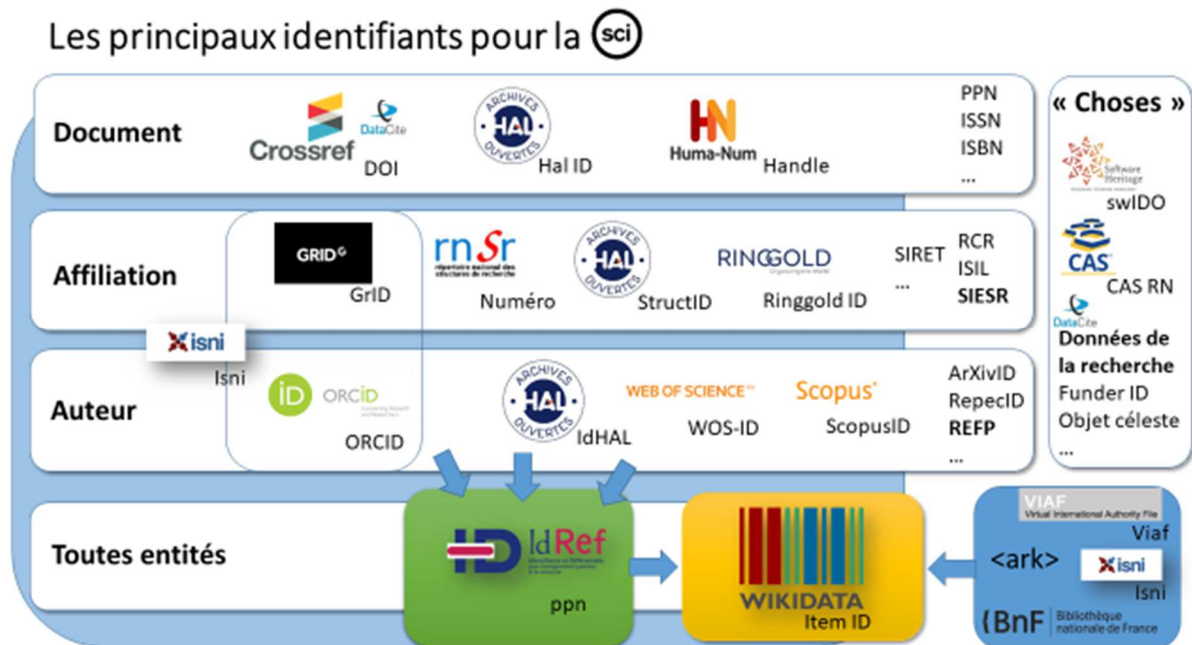 Les principaux identifiants pour la sci
Document
Crossref
DataCite
DOI
ARCHIVES
HAL
OUVERTES
Hal ID
HN
Huma-Num
Handle
PPN
ISSN
ISBN
...
« Choses »
Software
Heritage
swIDO
CAS
CAS RN
DataCite
Données de
la recherche
Funder ID
Objet céleste
...
Affiliation
GRID G
GrID
rnSr
répertoire national des
structures de recherche
Numéro
ARCHIVES
HAL
OUVERTES
StructID
RINGGOLD
Ringgold ID
SIRET
...
RCR
ISIL
SIESR
isni
Isni
Auteur
iD
ORCID
Connecting Research
and Researchers
ORCID
ARCHIVES
HAL
OUVERTES
IdHAL
WEB OF SCIENCE™
WOS-ID
Scopus®
ScopusID
ArXivID
RepecID
REFP
...
Toutes entités
ID IdRef
ppn
WIKIDATA
Item ID
VIAF
Virtual International Authority File
Viaf
<ark>
isni
Isni
{BnF
Bibliothèque
nationale de France